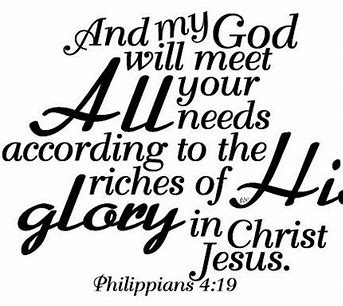 And my God
will meet
All your
needs
according to the
riches of His
glory in Christ
Jesus.
Philippians 4:19